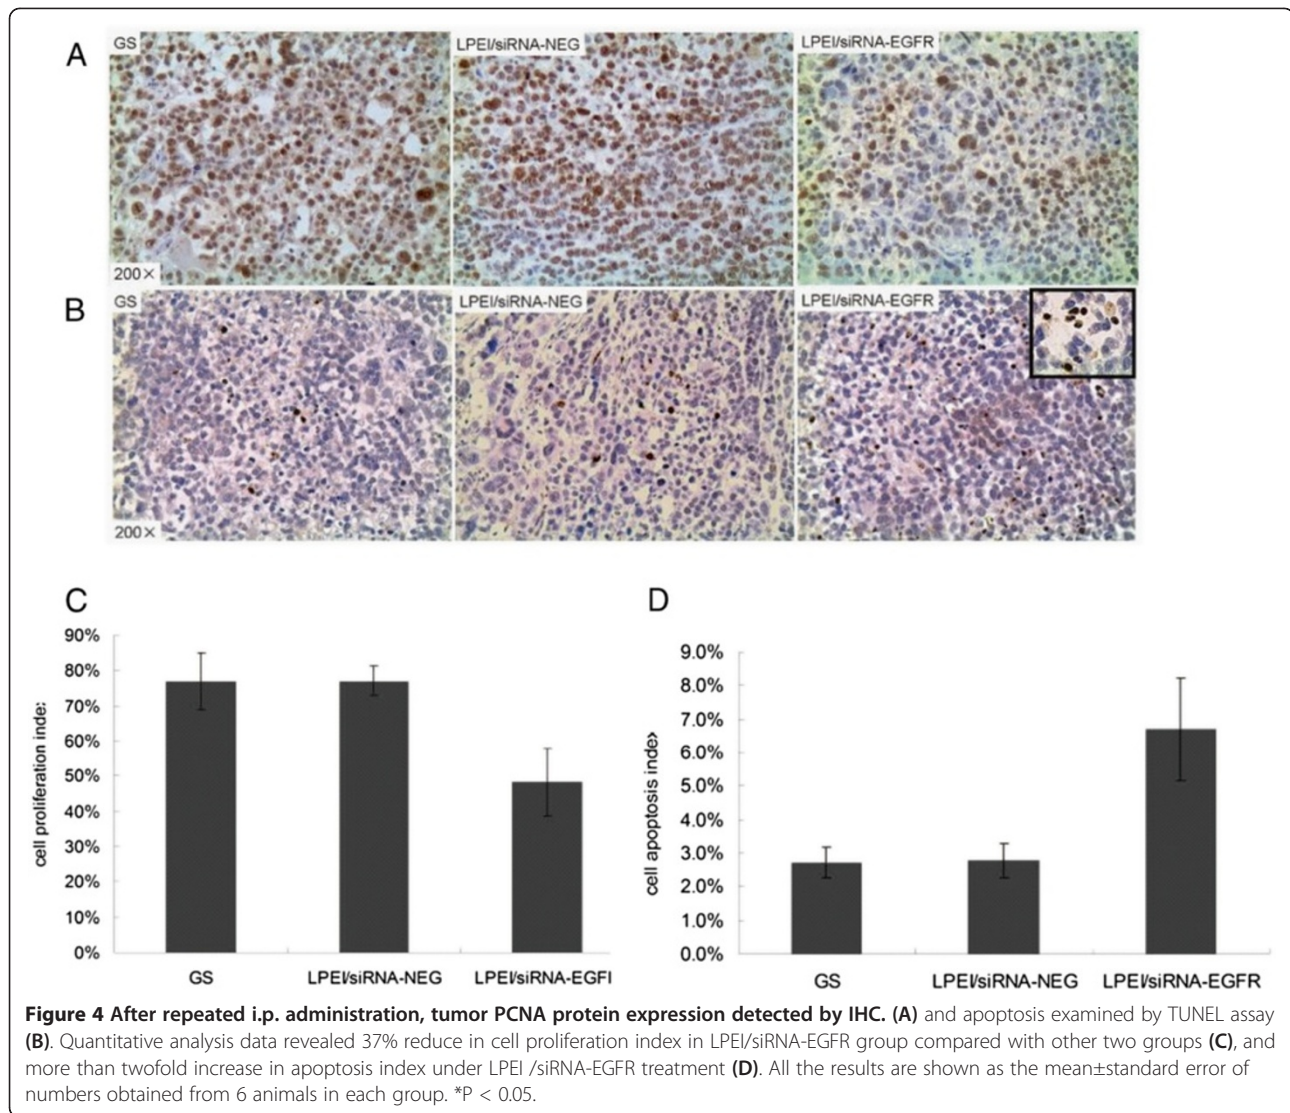 A
GS
LPEI/siRNA-NEG
LPEI/siRNA-EGFR
200×
B
GS
LPEI/siRNA-NEG
LPEI/siRNA-EGFR
200×
C
90%
80%
70%
60%
50%
40%
30%
20%
10%
0%
cell proliferation inde:
GS
LPEI/siRNA-NEG
LPEI/siRNA-EGFI
D
9.0%
8.0%
7.0%
6.0%
5.0%
4.0%
3.0%
2.0%
1.0%
0.0%
cell apoptosis index
GS
LPEI/siRNA-NEG
LPEI/siRNA-EGFR
Figure 4 After repeated i.p. administration, tumor PCNA protein expression detected by IHC. (A) and apoptosis examined by TUNEL assay
(B). Quantitative analysis data revealed 37% reduce in cell proliferation index in LPEI/siRNA-EGFR group compared with other two groups (C), and
more than twofold increase in apoptosis index under LPEI /siRNA-EGFR treatment (D). All the results are shown as the mean±standard error of
numbers obtained from 6 animals in each group. *P < 0.05.